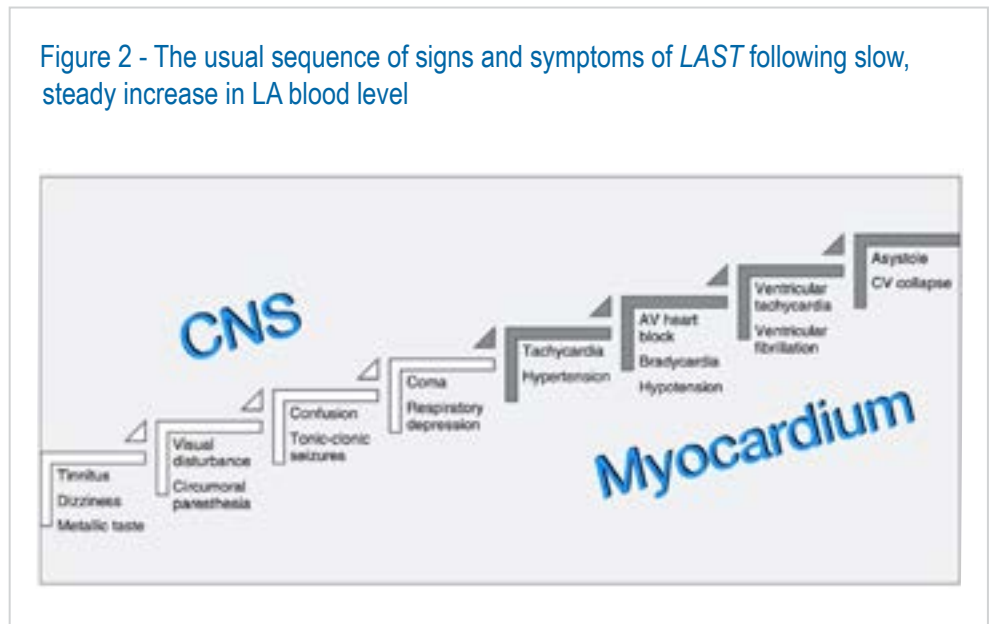 Figure 2 - The usual sequence of signs and symptoms of LAST following slow,
steady increase in LA blood level
CNS
Myocardium
Tinnitus
Dizziness
Metallic taste
Visual
disturbance
Circumoral
paresthesia
Confusion
Tonic-clonic
seizures
Coma
Respiratory
depression
Tachycardia
Hypertension
AV heart
block
Bradycardia
Hypotension
Ventricular
tachycardia
Ventricular
fibrillation
Asystole
CV collapse